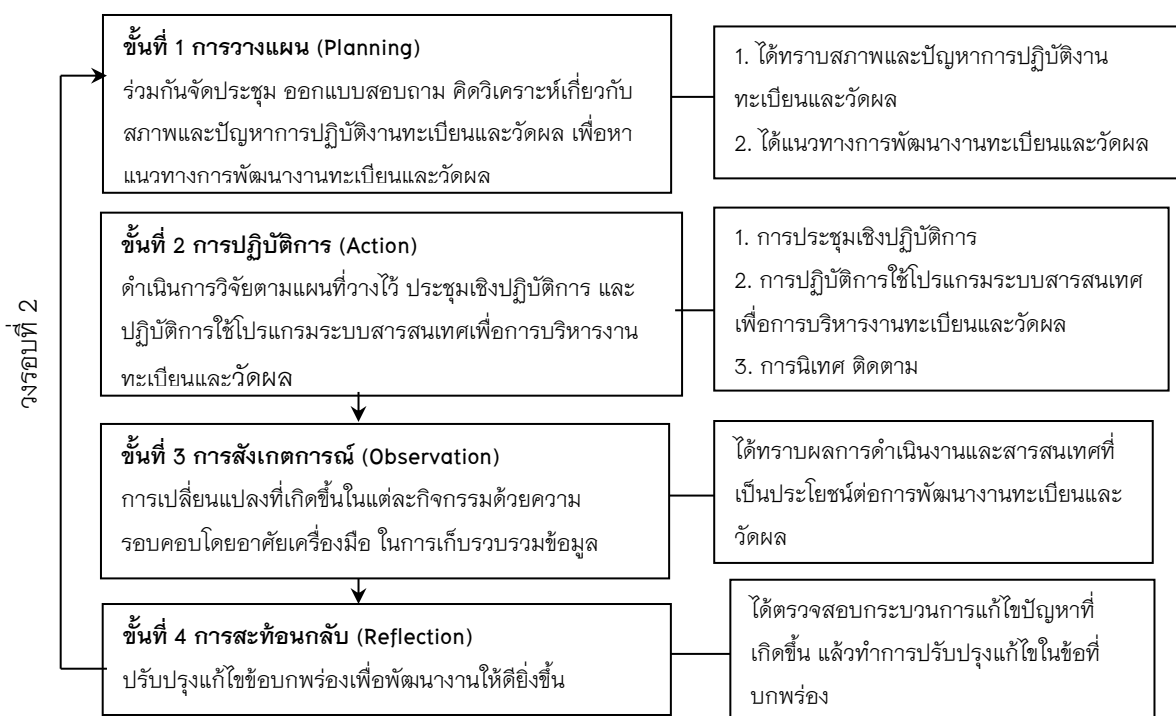 ขั้นที่ 1 การวางแผน (Planning)
ร่วมกันจัดประชุม ออกแบบสอบถาม คิดวิเคราะห์เกี่ยวกับ
สภาพและปัญหาการปฏิบัติงานทะเบียนและวัดผล เพื่อหา
แนวทางการพัฒนางานทะเบียนและวัดผล
1. ได้ทราบสภาพและปัญหาการปฏิบัติงาน
ทะเบียนและวัดผล
2. ได้แนวทางการพัฒนางานทะเบียนและวัดผล
ขั้นที่ 2 การปฏิบัติการ (Action)
ดำเนินการวิจัยตามแผนที่วางไว้ ประชุมเชิงปฏิบัติการ และ
ปฏิบัติการใช้โปรแกรมระบบสารสนเทศเพื่อการบริหารงาน
ทะเบียนและวัดผล
1. การประชุมเชิงปฏิบัติการ
2. การปฏิบัติการใช้โปรแกรมระบบสารสนเทศ
เพื่อการบริหารงานทะเบียนและวัดผล
3. การนิเทศ ติดตาม
วงรอบที่ 2
ขั้นที่ 3 การสังเกตการณ์ (Observation)
การเปลี่ยนแปลงที่เกิดขึ้นในแต่ละกิจกรรมด้วยความ
รอบคอบโดยอาศัยเครื่องมือ ในการเก็บรวบรวมข้อมูล
ได้ทราบผลการดำเนินงานและสารสนเทศที่
เป็นประโยชน์ต่อการพัฒนางานทะเบียนและ
วัดผล
ขั้นที่ 4 การสะท้อนกลับ (Reflection)
ปรับปรุงแก้ไขข้อบกพร่องเพื่อพัฒนางานให้ดียิ่งขึ้น
ได้ตรวจสอบกระบวนการแก้ไขปัญหาที่
เกิดขึ้น แล้วทำการปรับปรุงแก้ไขในข้อที่
บกพร่อง